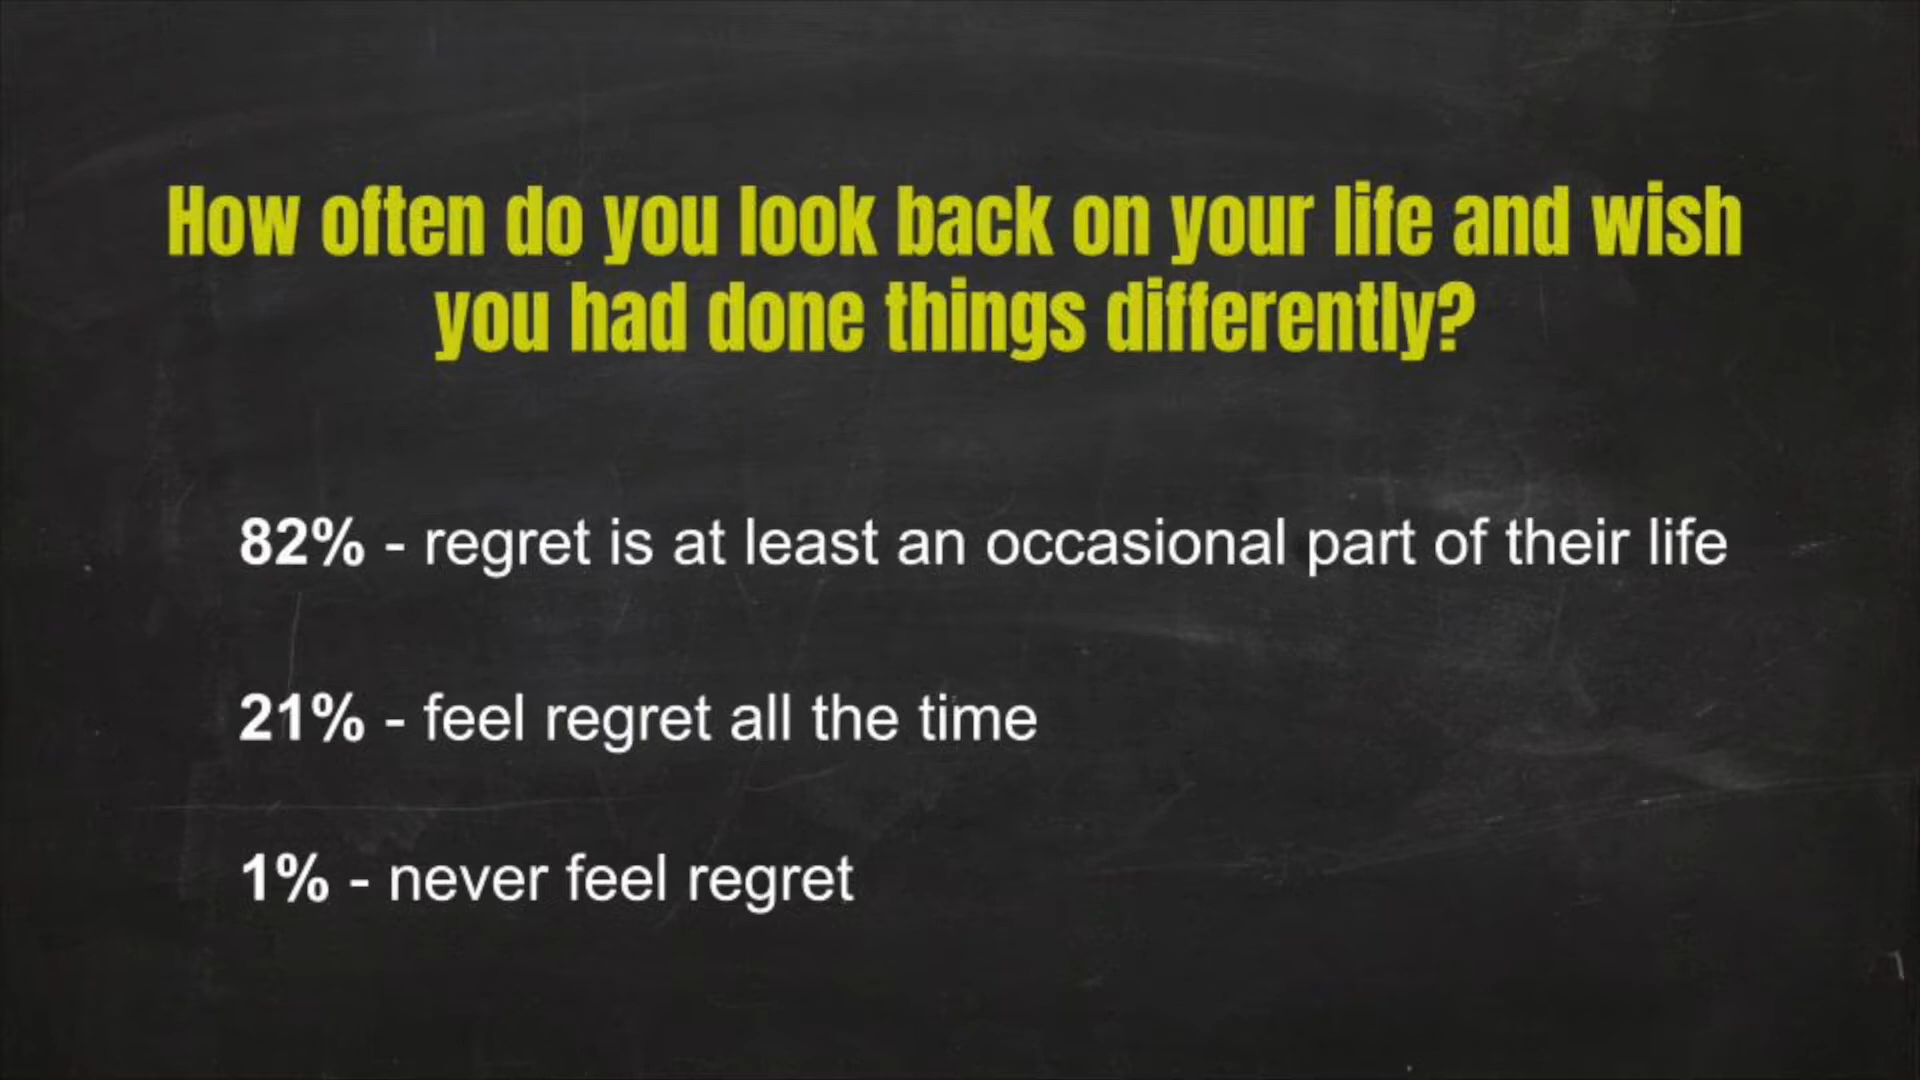 How often do you look back on your life and wish
you had done things differently?
82% - regret is at least an occasional part of their life
21% - feel regret all the time
1% - never feel regret